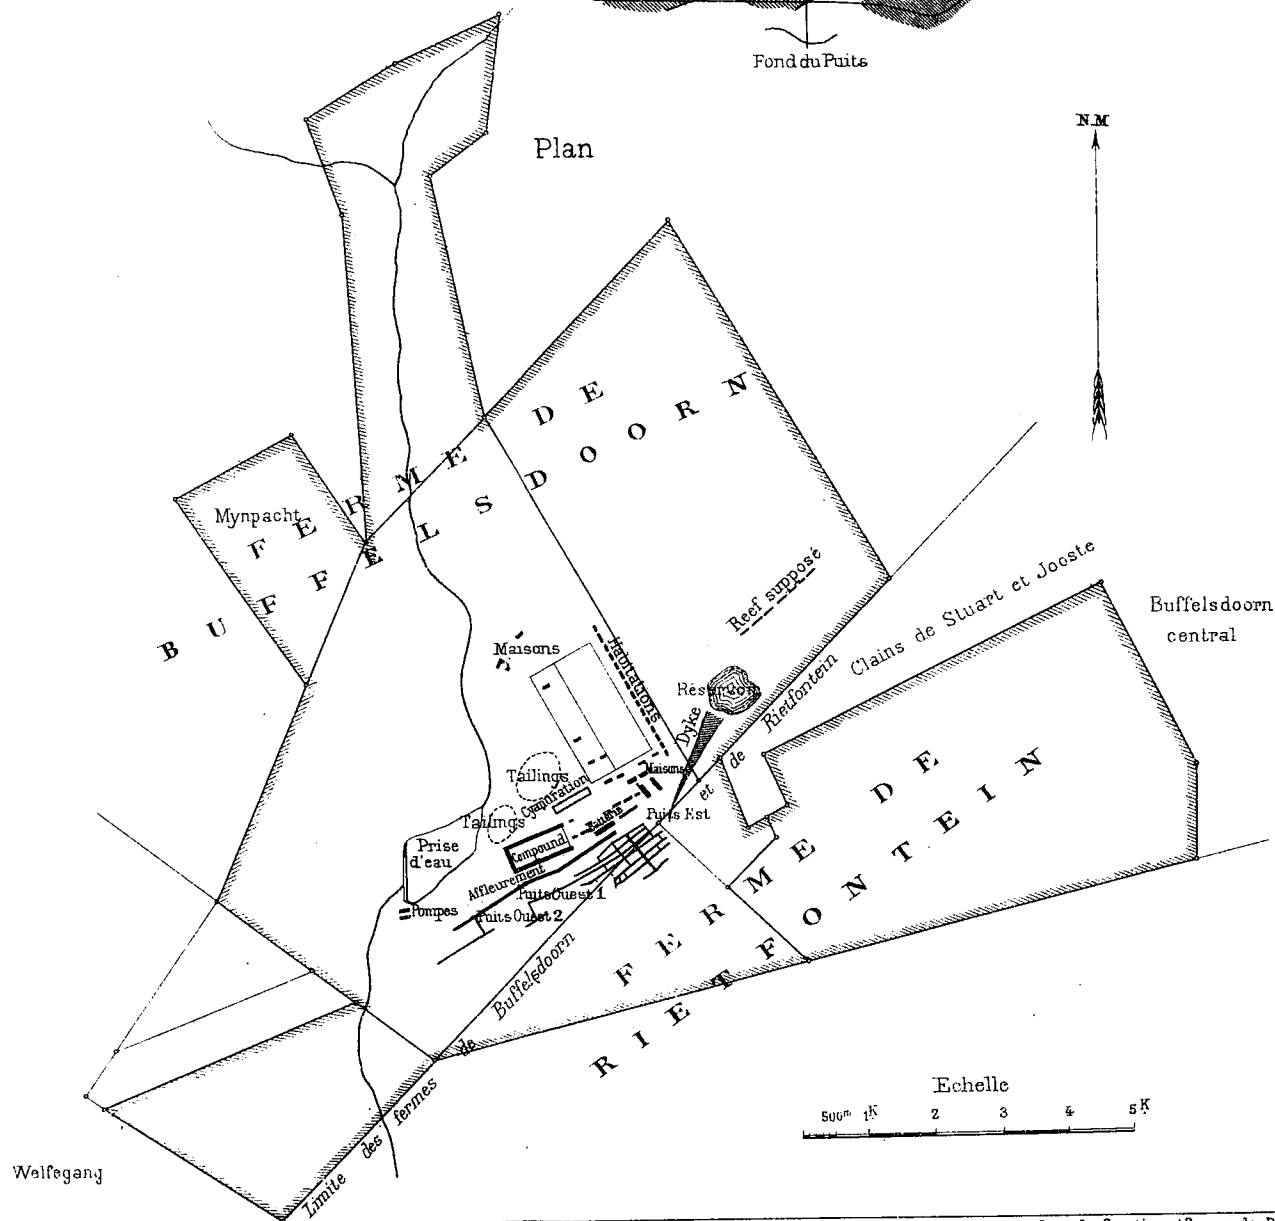 Fond du Puits
Plan
N.M
FERME DE
BUFFELSDOORN
Mynpacht
Reef supposé
Clains de Stuart et Jooste
Buffelsdoorn
central
Maisons
Habitations
Réservoir
Dyke
Tailings
Cyanuration
Maisons
Tailings
Puits Est
Prise
d'eau
Compound
Affleurement
Puits Ouest 1
Pompes
Puits Ouest 2
Limite des fermes de Buffelsdoorn et de Rietfontein
FERME DE
RIETFONTEIN
Echelle
500m 1K 2 3 4 5K
Welfegang